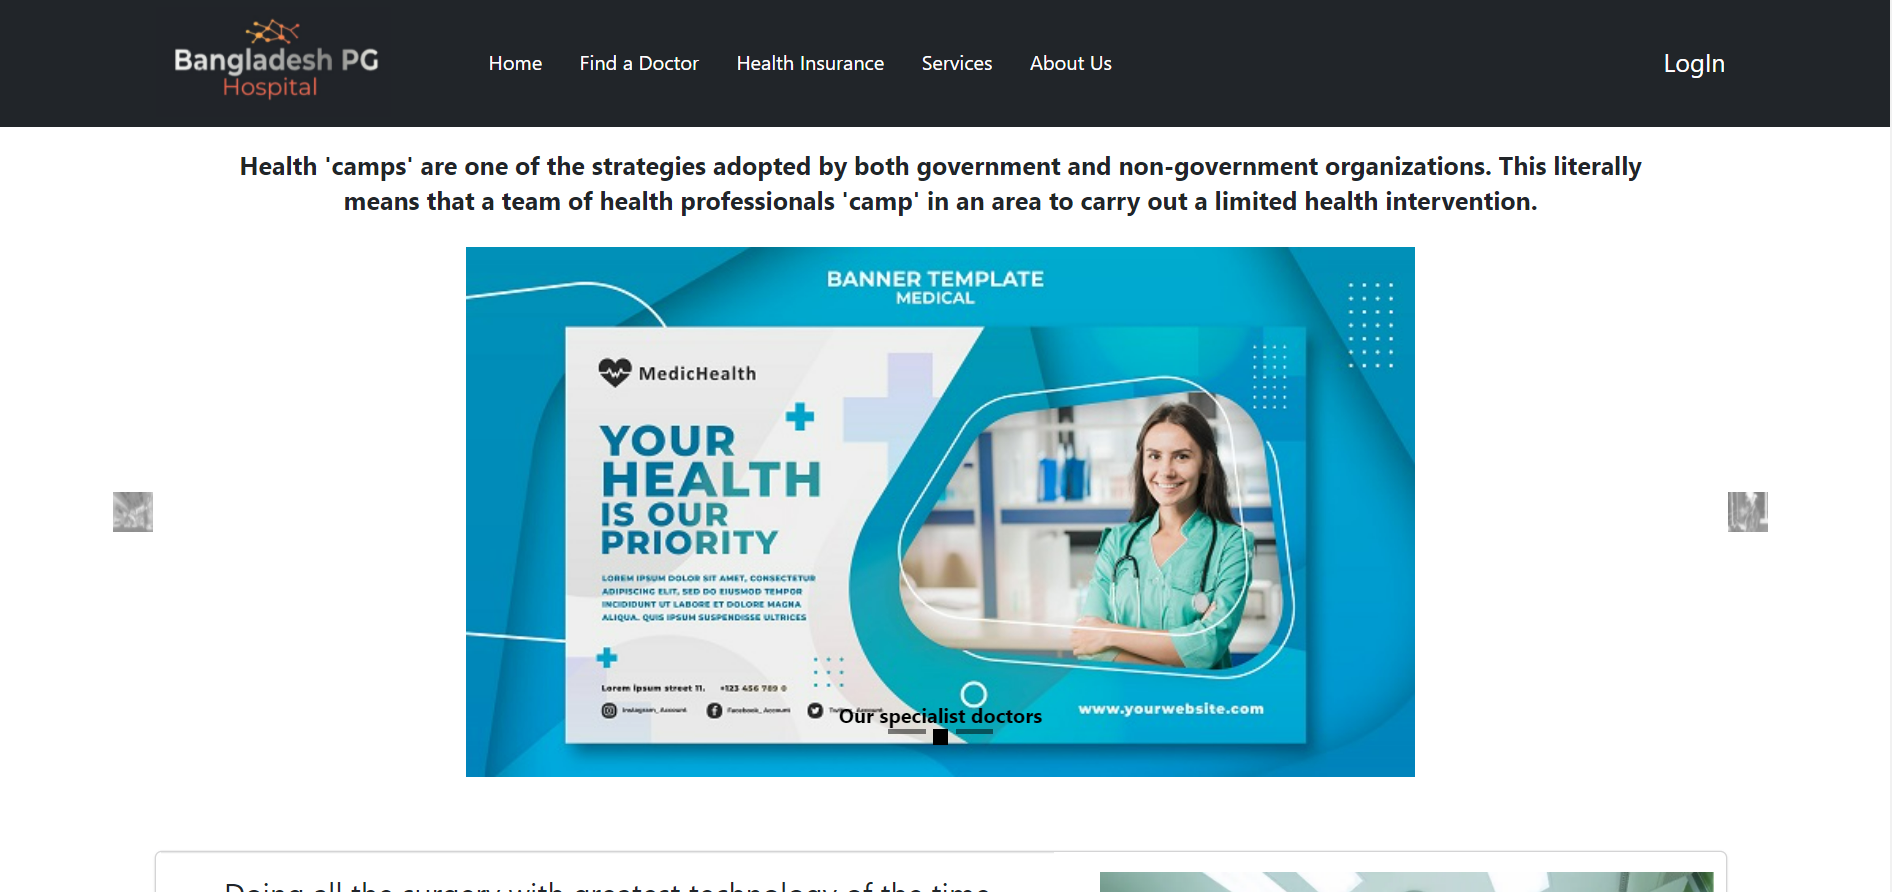 Bangladesh PG
Hospital
Home Find a Doctor Health Insurance Services About Us LogIn
Health 'camps' are one of the strategies adopted by both government and non-government organizations. This literally
means that a team of health professionals 'camp' in an area to carry out a limited health intervention.
BANNER TEMPLATE
MEDICAL
MedicHealth
YOUR
HEALTH
IS OUR
PRIORITY
LOREM IPSUM DOLOR SIT AMET, CONSECTETUR
ADIPISCING ELIT, SED DO EIUSMOD TEMPOR
INCIDIDUNT UT LABORE ET DOLORE MAGNA
ALIQUA. QUIS IPSUM SUSPENDISSE ULTRICES
Lorem ipsum street 11. +123 456 789 0
Instagram_Account Facebook_Account
Our specialist doctors
www.yourwebsite.com
Doing all the surgery with greatest technology of the time